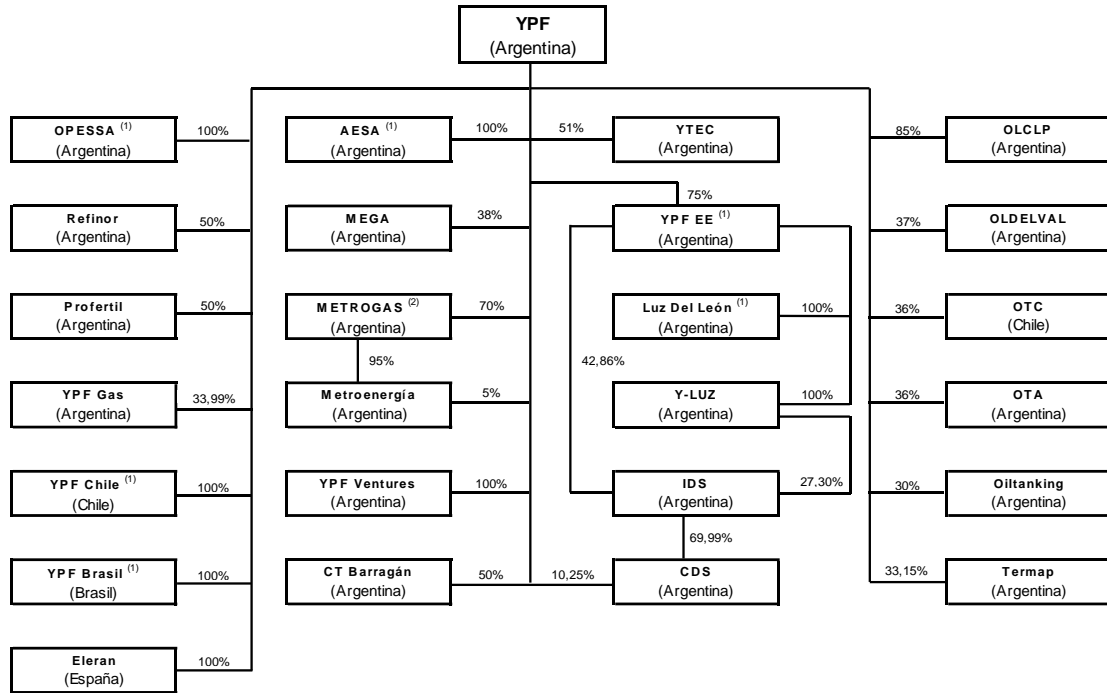 YPF
(Argentina)
OPESSA (1)
(Argentina)
100%
AESA (1)
(Argentina)
100%
51%
YTEC
(Argentina)
85%
OLCLP
(Argentina)
75%
Refinor
(Argentina)
50%
MEGA
(Argentina)
38%
YPF EE (1)
(Argentina)
37%
OLDELVAL
(Argentina)
Profertil
(Argentina)
50%
METROGAS (2)
(Argentina)
70%
Luz Del León (1)
(Argentina)
100%
36%
OTC
(Chile)
95%
42,86%
YPF Gas
(Argentina)
33,99%
Metroenergía
(Argentina)
5%
Y-LUZ
(Argentina)
100%
36%
OTA
(Argentina)
YPF Chile (1)
(Chile)
100%
YPF Ventures
(Argentina)
100%
IDS
(Argentina)
27,30%
30%
Oiltanking
(Argentina)
69,99%
YPF Brasil (1)
(Brasil)
100%
CT Barragán
(Argentina)
50%
10,25%
CDS
(Argentina)
33,15%
Termap
(Argentina)
Eleran
(España)
100%